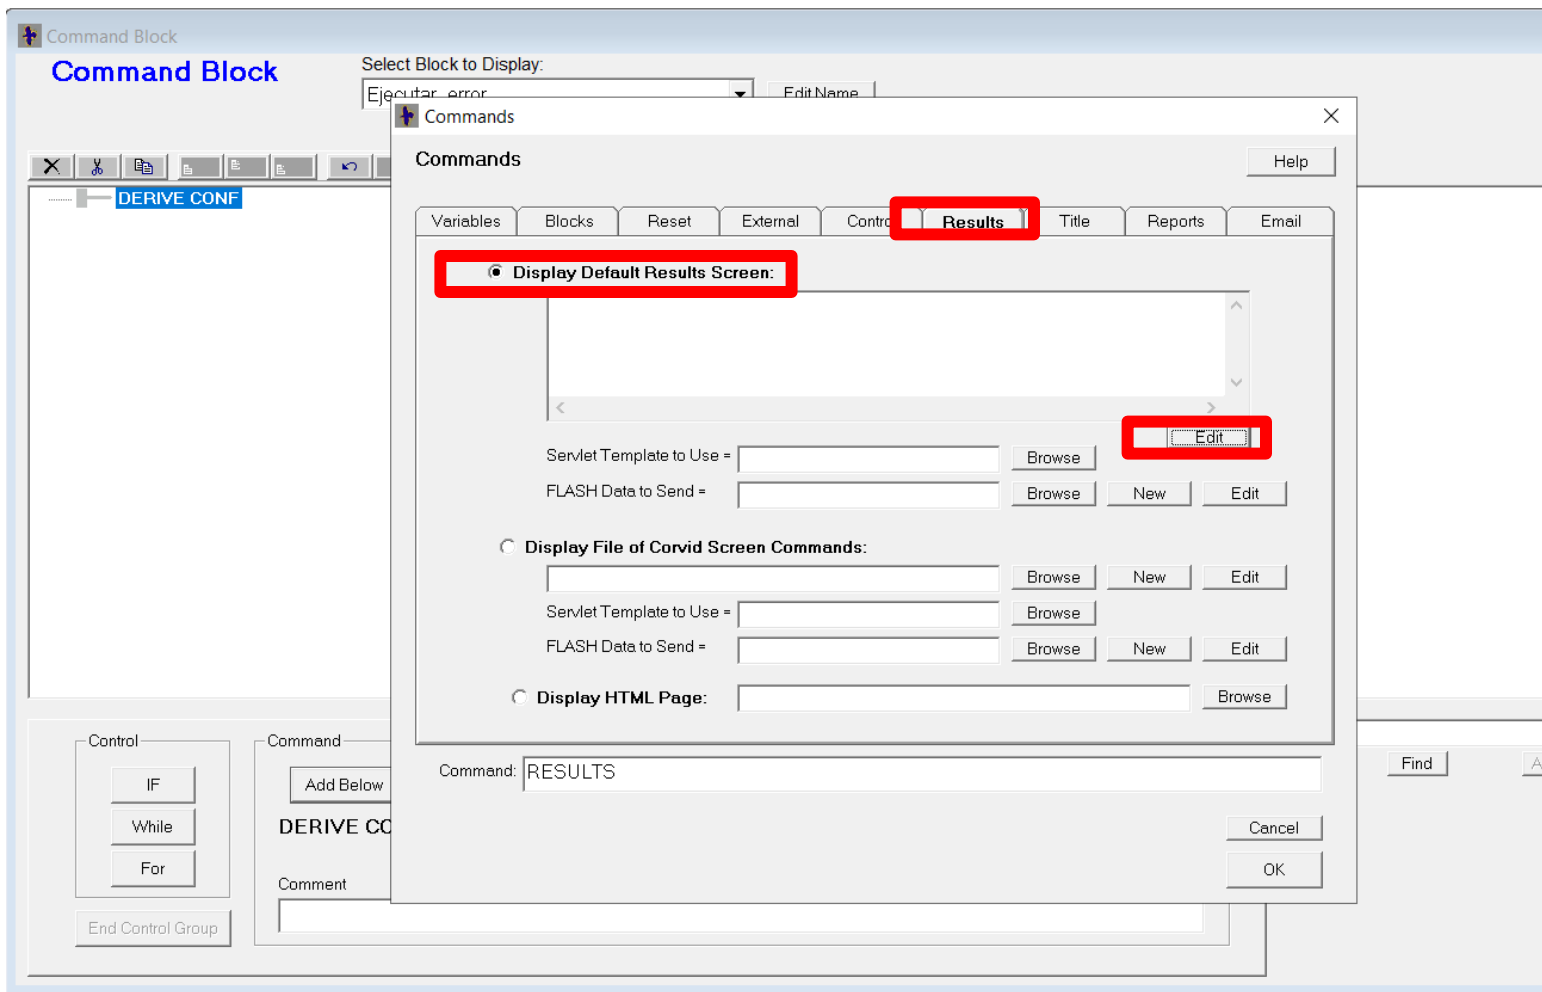 Command Block
Command Block
Select Block to Display:
Ejecutar_error
Edit Name
Commands
Commands
Help
DERIVE CONF
Variables Blocks Reset External Contro Results Title Reports Email
Display Default Results Screen:
Edit
Servlet Template to Use = Browse
FLASH Data to Send = Browse New Edit
Display File of Corvid Screen Commands:
Browse New Edit
Servlet Template to Use = Browse
FLASH Data to Send = Browse New Edit
Display HTML Page: Browse
Control Command
Command: RESULTS
Find A
IF Add Below
While DERIVE CO
Cancel
For
OK
Comment
End Control Group